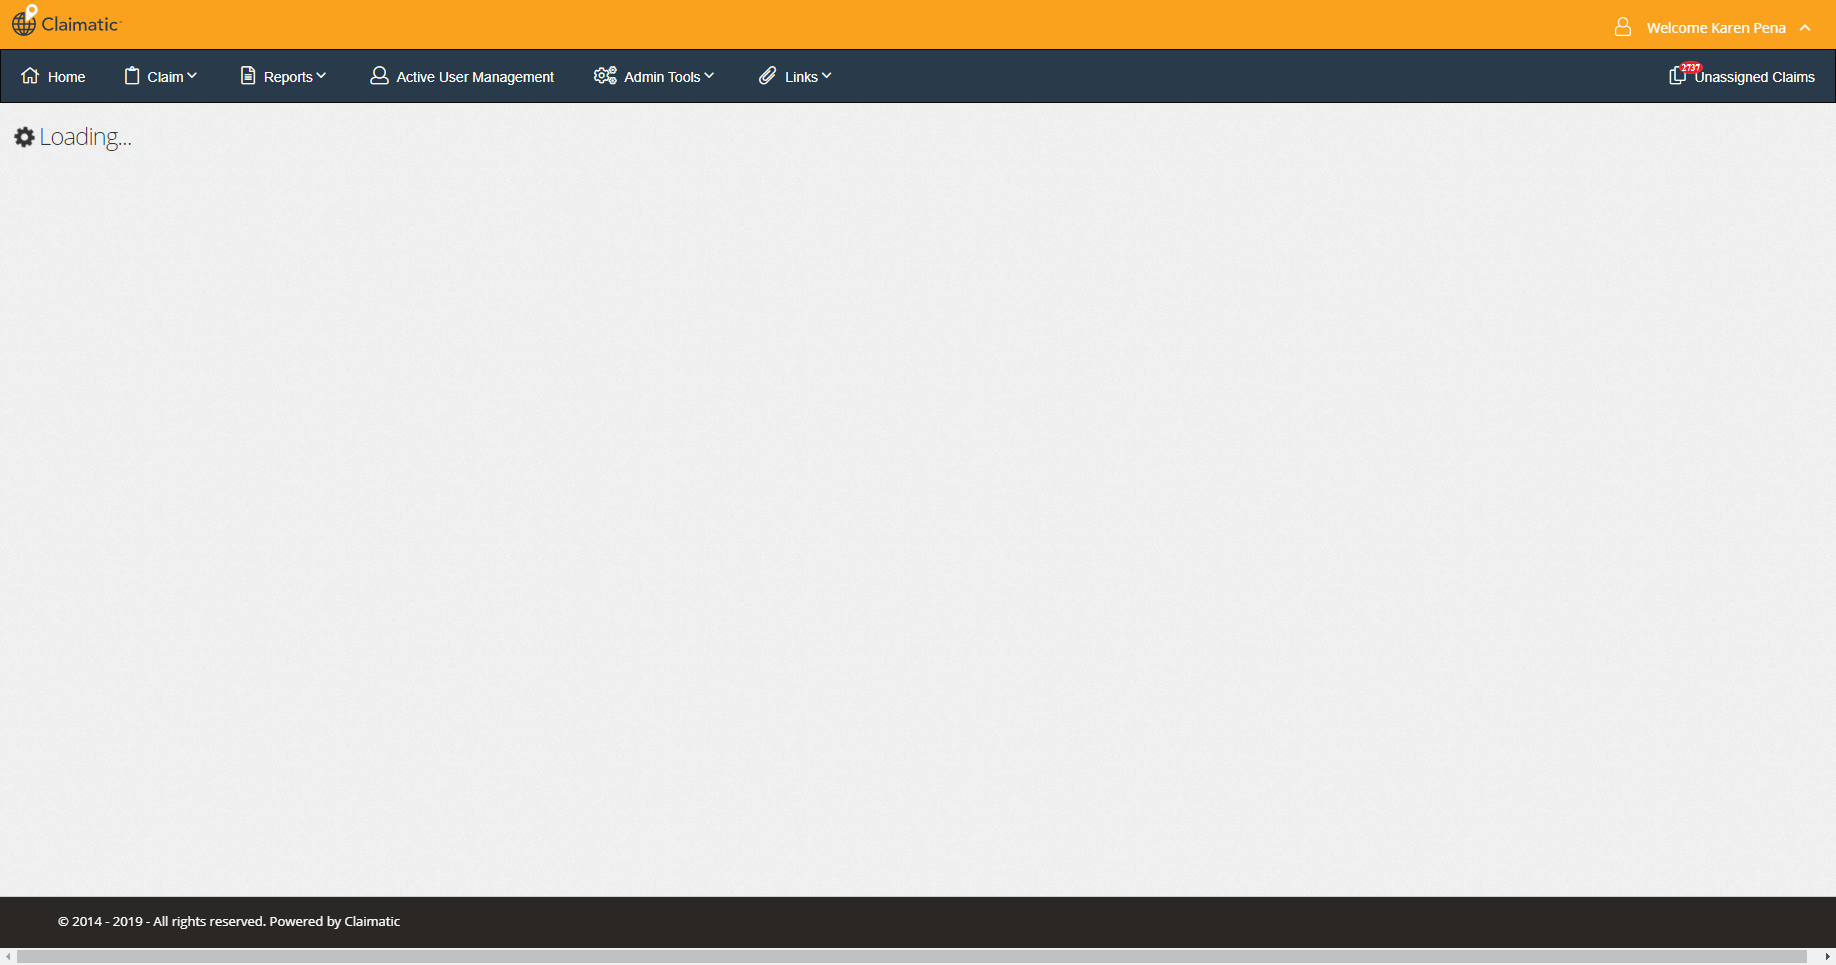 Claimatic
Welcome Karen Pena
Home
Claim
Reports
Active User Management
Admin Tools
Links
2737
Unassigned Claims
Loading...
© 2014 - 2019 - All rights reserved. Powered by Claimatic